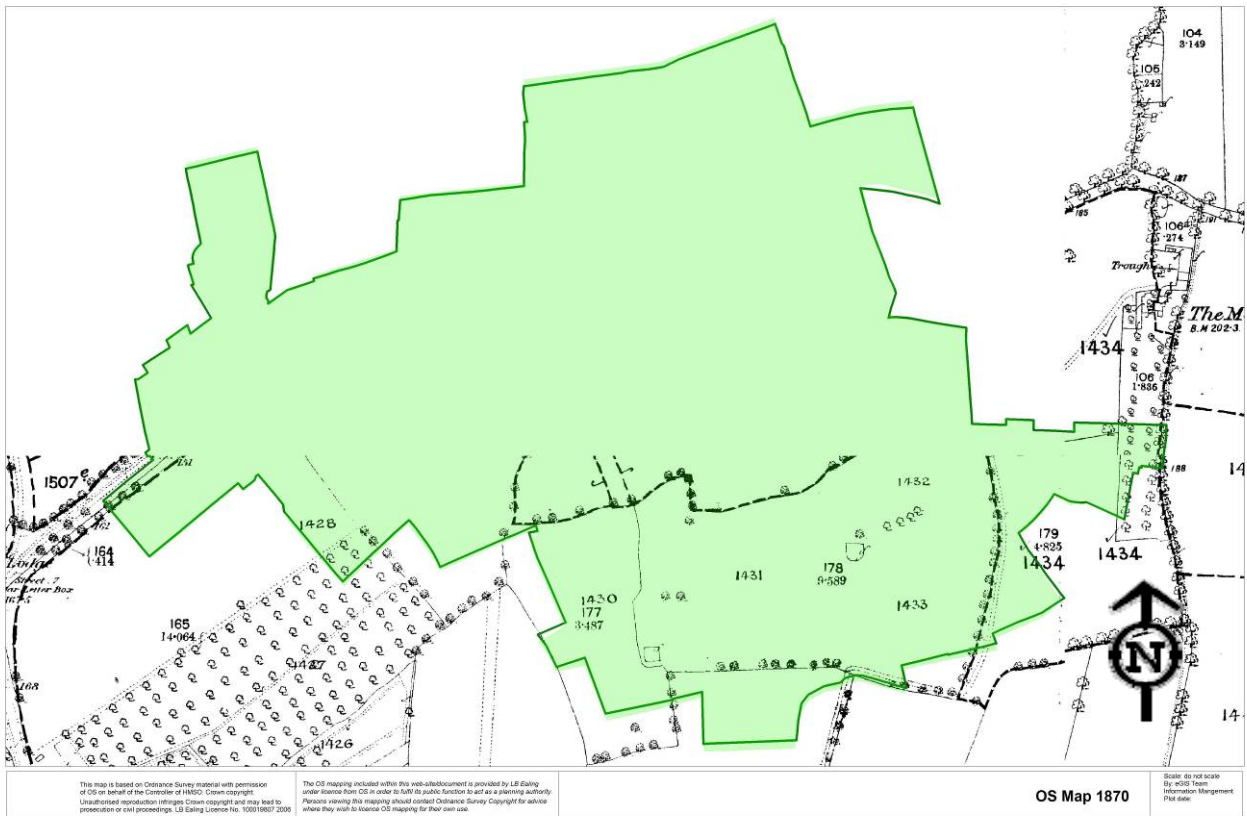 104
3·149
105
·242
187
185
191
106
·274
Trough
The M
B.M 202·3
1434
106
1·836
188
14
151
1507
164
·414
Lodge
1428
1432
1431
178
9·589
1433
179
4·825
1434
1434
1430
177
3·487
165
14·064
1427
168
1426
N
14
This map is based on Ordnance Survey material with permission
of OS on behalf of the Controller of HMSO. Crown copyright.
Unauthorised reproduction infringes Crown copyright and may lead to
prosecution or civil proceedings. LB Ealing Licence No. 100019807 2006
The OS mapping included within this web-site/document is provided by LB Ealing
under licence from OS in order to fulfil its public function to act as a planning authority.
Persons viewing this mapping should contact Ordnance Survey Copyright for advice
where they wish to licence OS mapping for their own use.
OS Map 1870
Scale: do not scale
By: eGIS Team
Information Mangement
Plot date: